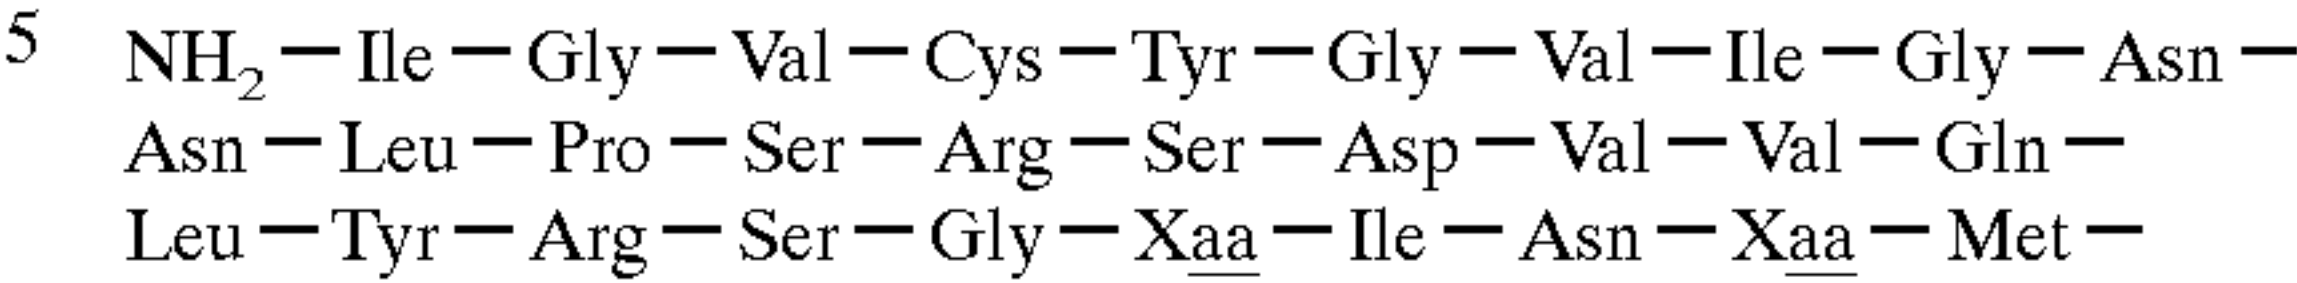 5 NH₂ — Ile — Gly — Val — Cys — Tyr — Gly — Val — Ile — Gly — Asn —
Asn — Leu — Pro — Ser — Arg — Ser — Asp — Val — Val — Gln —
Leu — Tyr — Arg — Ser — Gly — Xaa — Ile — Asn — Xaa — Met —